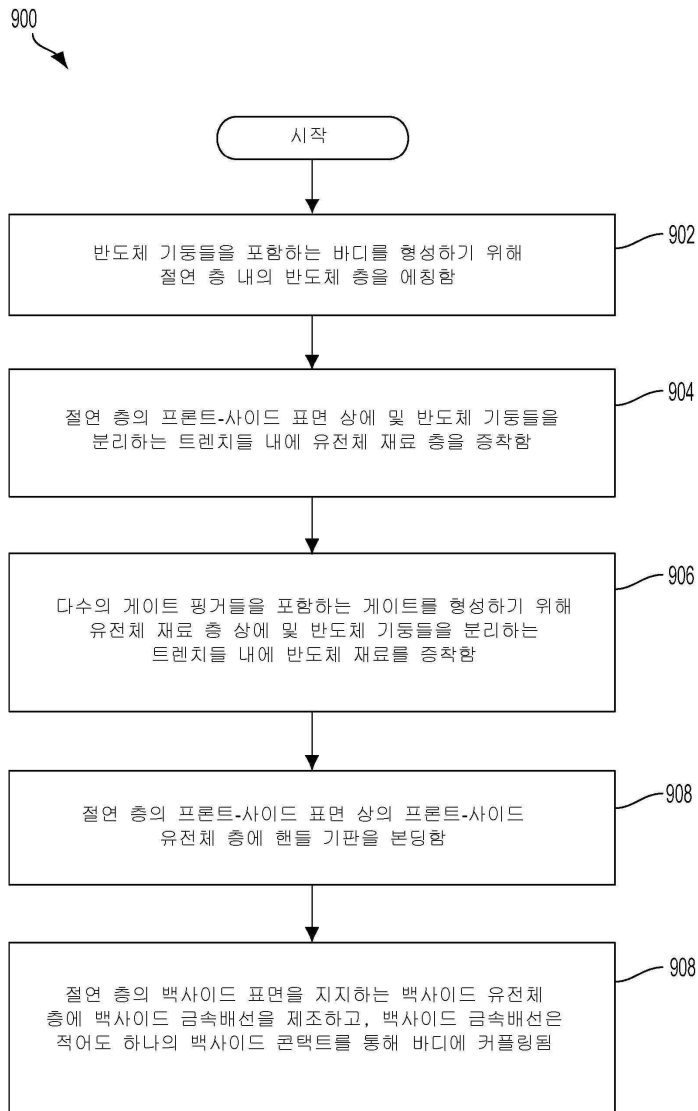 900
시작
반도체 기둥들을 포함하는 바디를 형성하기 위해
절연 층 내의 반도체 층을 에칭함
902
절연 층의 프론트-사이드 표면 상에 및 반도체 기둥들을
분리하는 트렌치들 내에 유전체 재료 층을 증착함
904
다수의 게이트 핑거들을 포함하는 게이트를 형성하기 위해
유전체 재료 층 상에 및 반도체 기둥들을 분리하는
트렌치들 내에 반도체 재료를 증착함
906
절연 층의 프론트-사이드 표면 상의 프론트-사이드
유전체 층에 핸들 기판을 본딩함
908
절연 층의 백사이드 표면을 지지하는 백사이드 유전체
층에 백사이드 금속배선을 제조하고, 백사이드 금속배선은
적어도 하나의 백사이드 콘택트를 통해 바디에 커플링됨
908